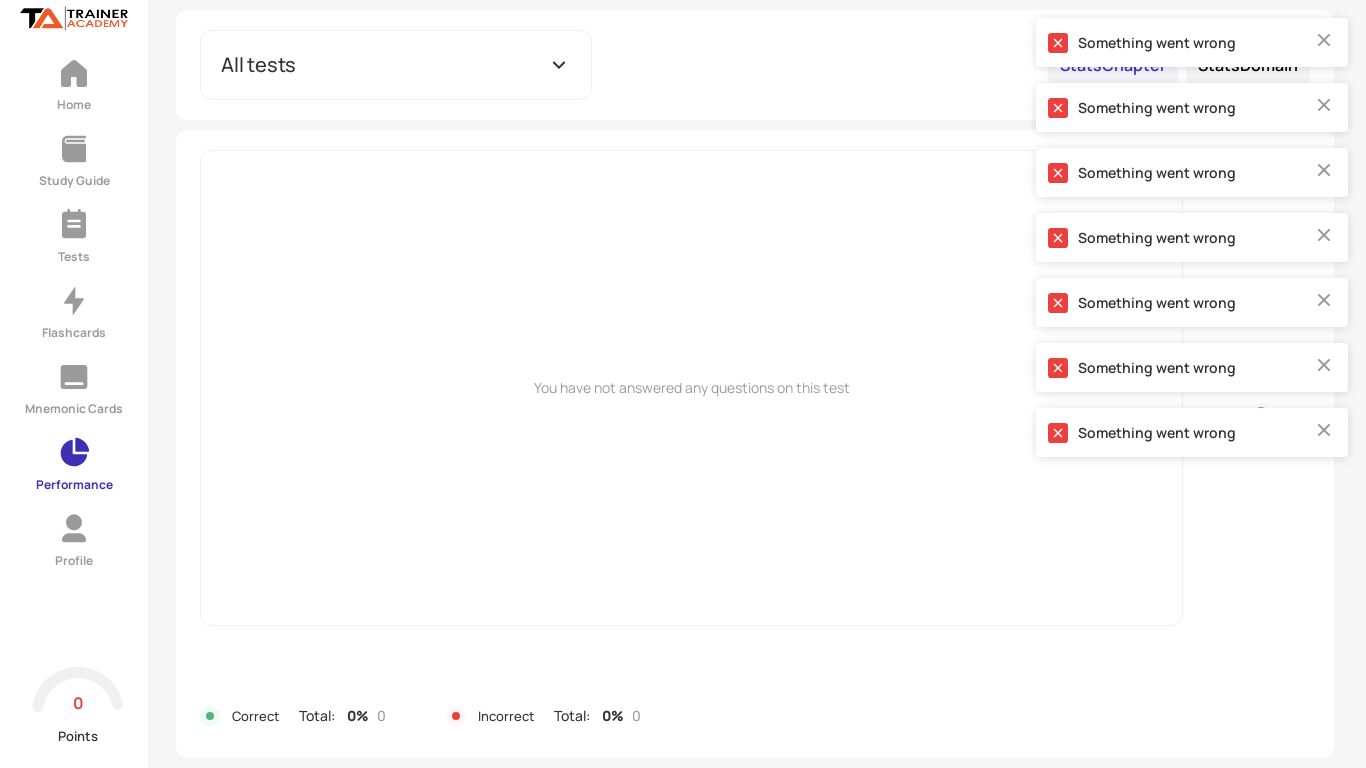 TRAINER
ACADEMY
Home
Study Guide
Tests
Flashcards
Mnemonic Cards
Performance
Profile
0
Points
All tests
StatsChapter
StatsDomain
Something went wrong
Something went wrong
Something went wrong
Something went wrong
Something went wrong
Something went wrong
Something went wrong
You have not answered any questions on this test
Correct Total: 0% 0 Incorrect Total: 0% 0